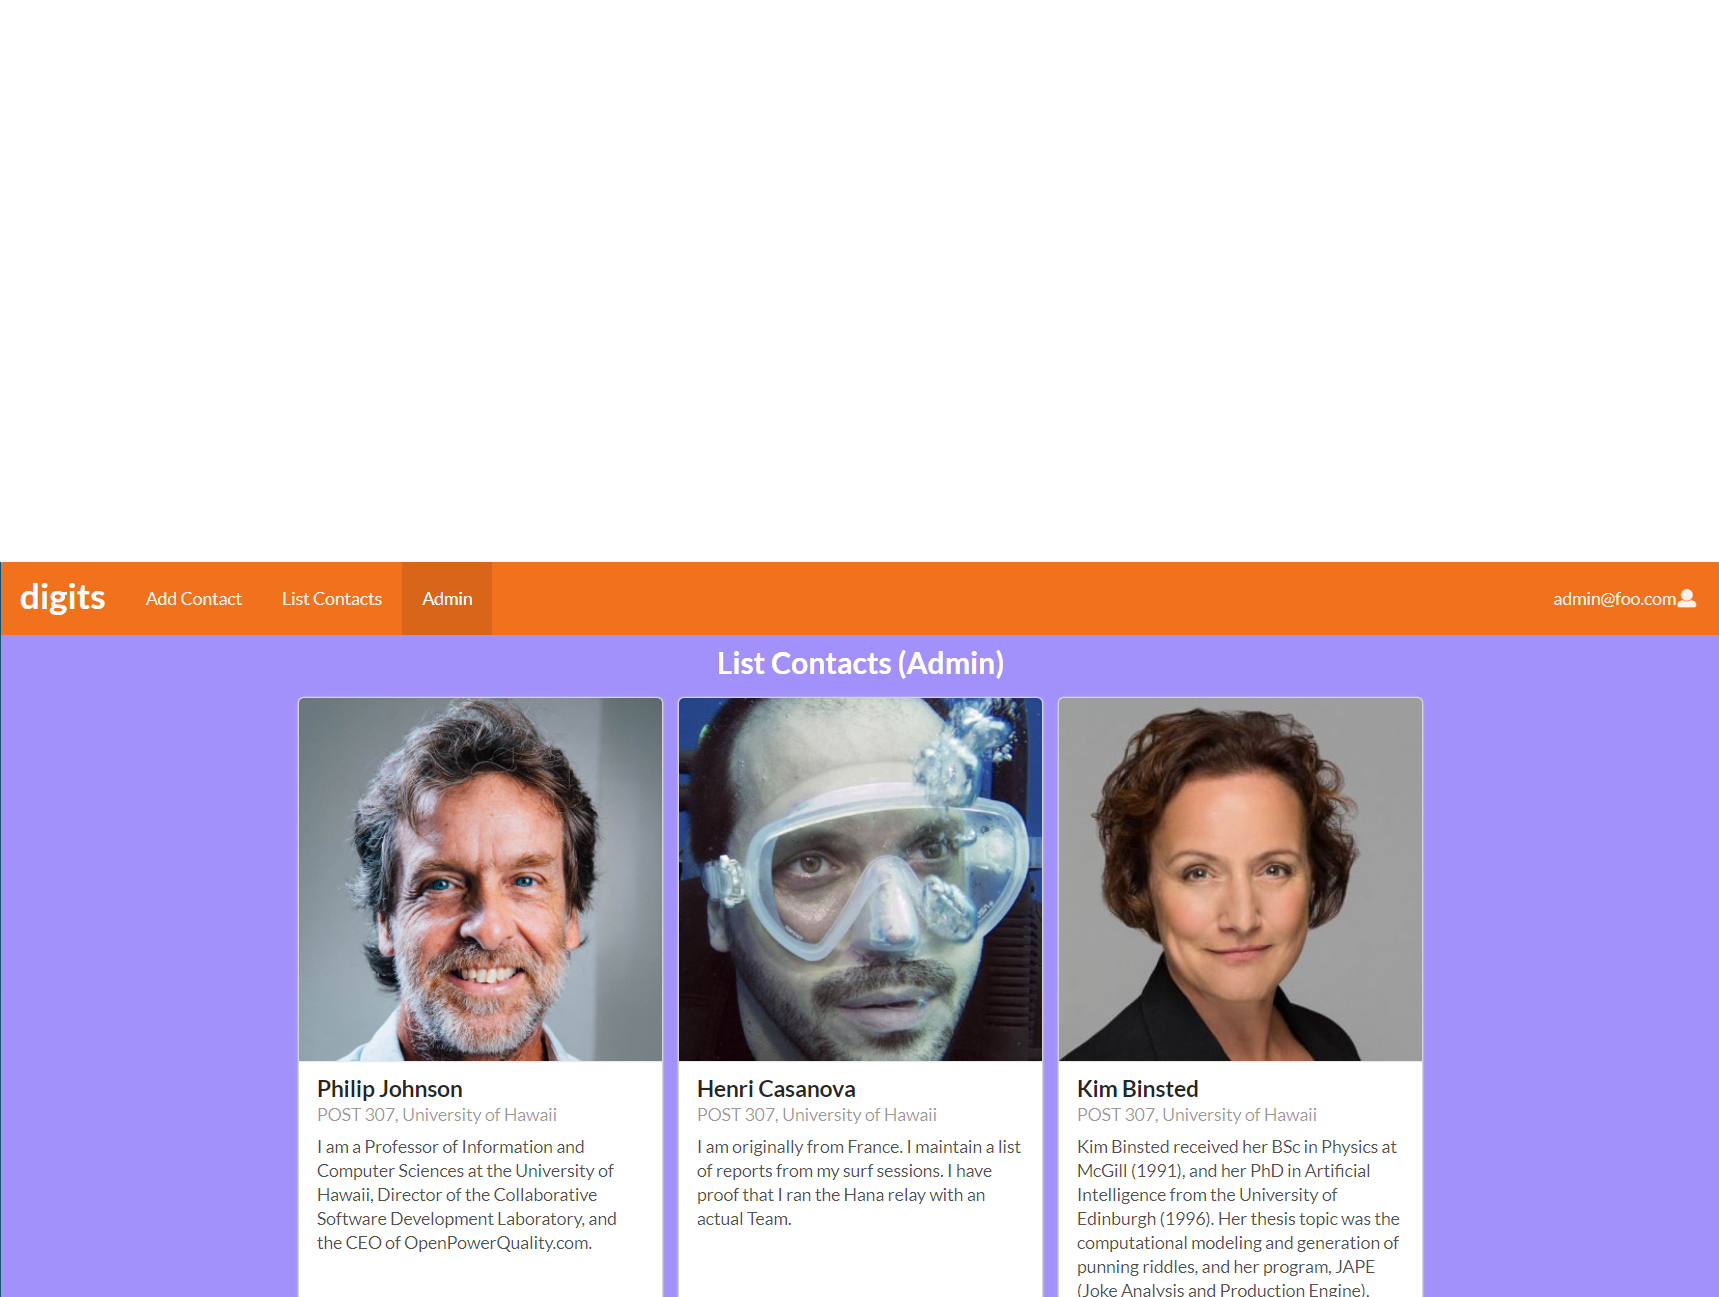 digits
Add Contact
List Contacts
Admin
admin@foo.com
List Contacts (Admin)
Philip Johnson
POST 307, University of Hawaii
I am a Professor of Information and
Computer Sciences at the University of
Hawaii, Director of the Collaborative
Software Development Laboratory, and
the CEO of OpenPowerQuality.com.
Henri Casanova
POST 307, University of Hawaii
I am originally from France. I maintain a list
of reports from my surf sessions. I have
proof that I ran the Hana relay with an
actual Team.
Kim Binsted
POST 307, University of Hawaii
Kim Binsted received her BSc in Physics at
McGill (1991), and her PhD in Artificial
Intelligence from the University of
Edinburgh (1996). Her thesis topic was the
computational modeling and generation of
punning riddles, and her program, JAPE
(Joke Analysis and Production Engine),